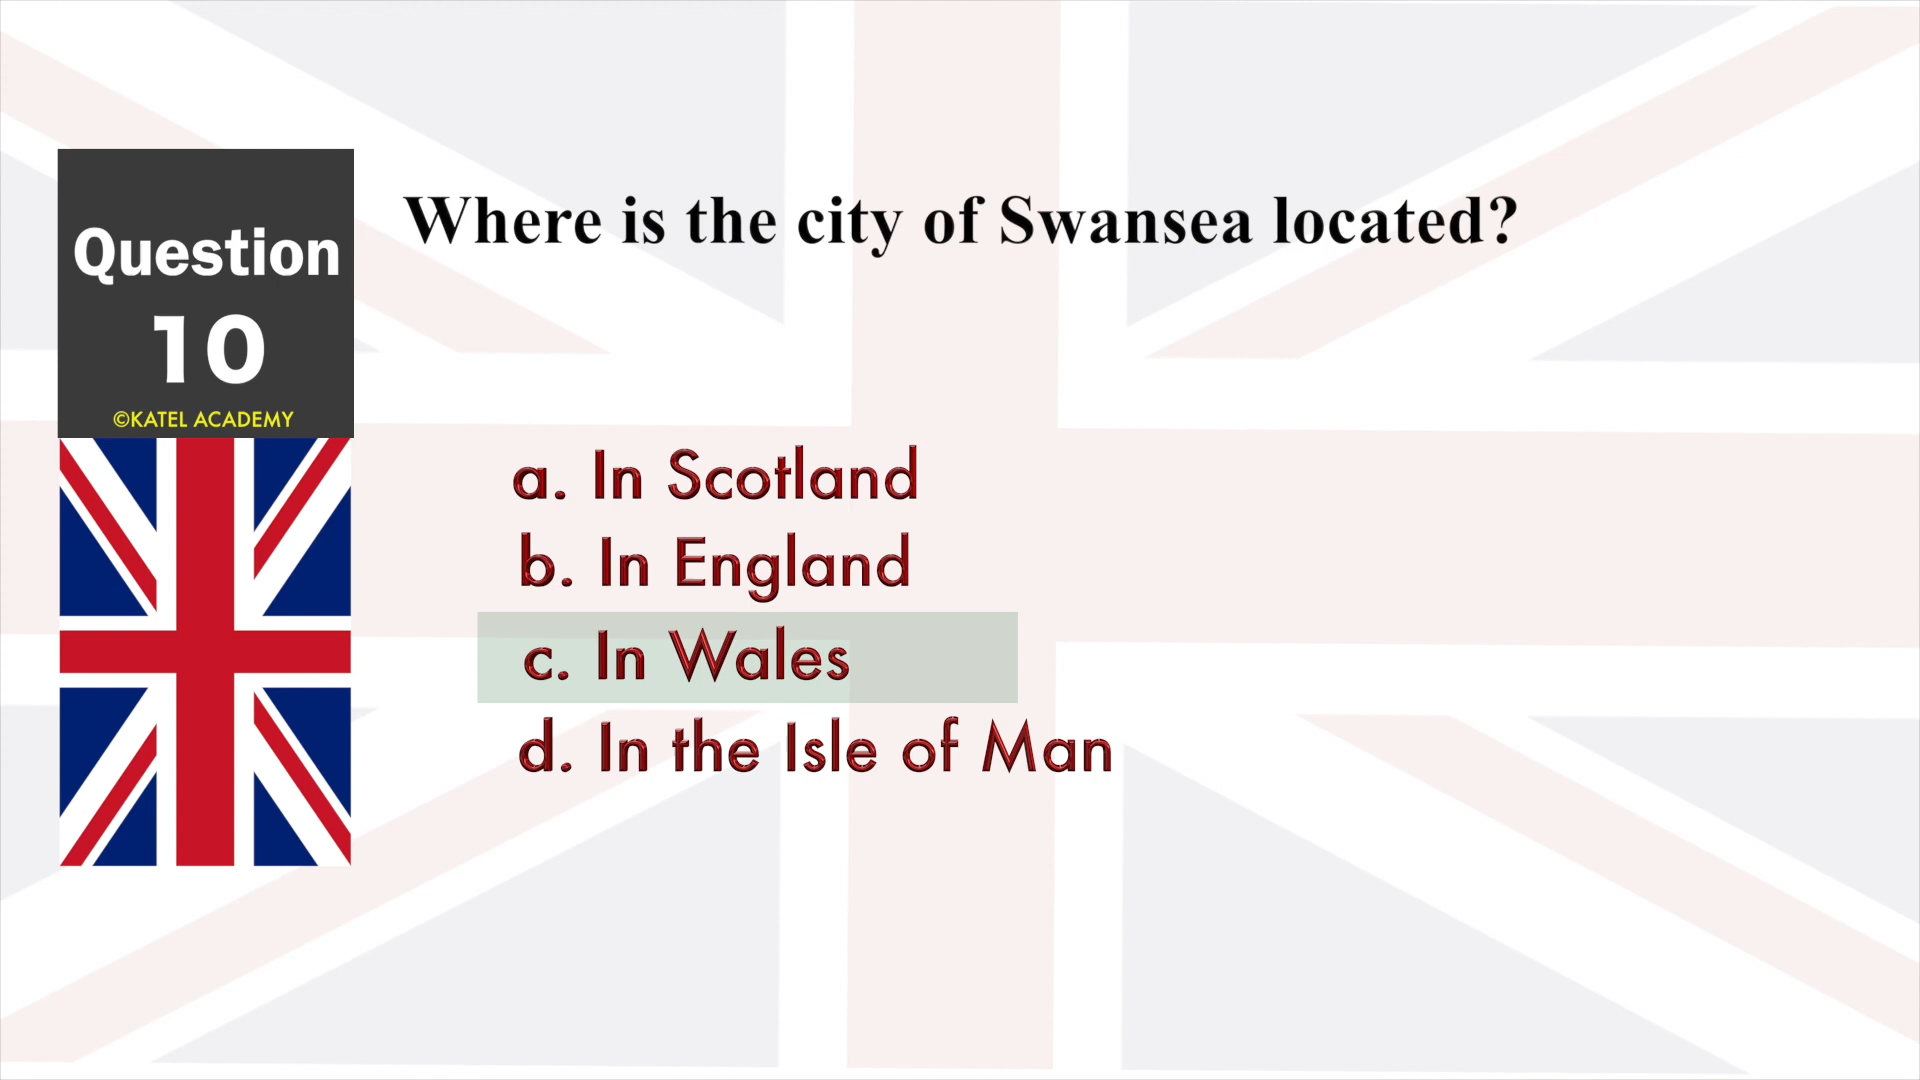 Question
10
©KATEL ACADEMY
Where is the city of Swansea located?
a. In Scotland
b. In England
c. In Wales
d. In the Isle of Man